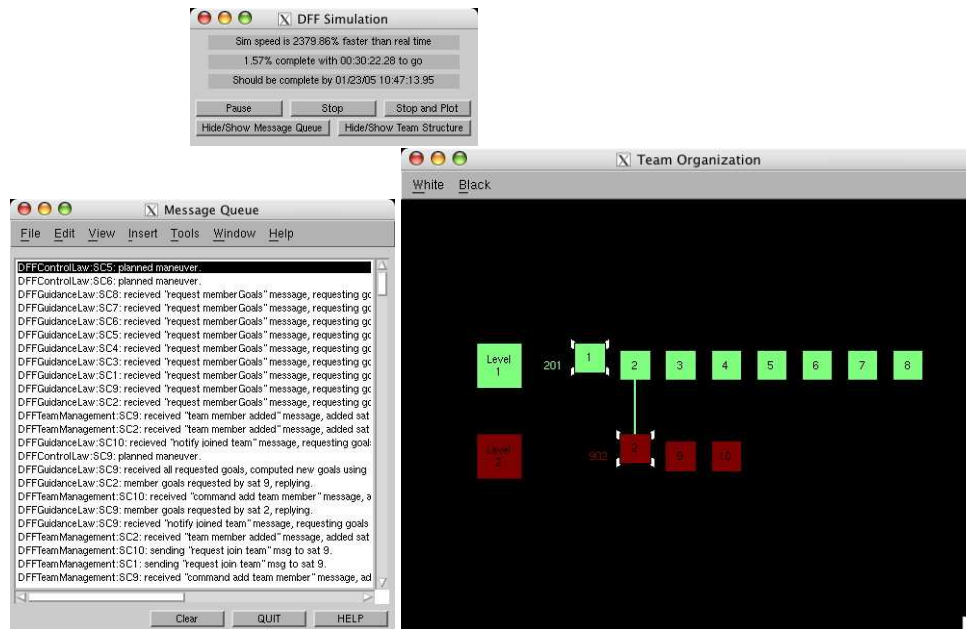 DFF Simulation
Sim speed is 2379.86% faster than real time
1.57% complete with 00:30:22.28 to go
Should be complete by 01/23/05 10:47:13.95
Pause Stop Stop and Plot
Hide/Show Message Queue Hide/Show Team Structure
Message Queue
File Edit View Insert Tools Window Help
DFFControlLaw:SC5: planned maneuver.
DFFControlLaw:SC6: planned maneuver.
DFFGuidanceLaw:SC8: recieved "request memberGoals" message, requesting gc
DFFGuidanceLaw:SC7: recieved "request memberGoals" message, requesting gc
DFFGuidanceLaw:SC6: recieved "request memberGoals" message, requesting gc
DFFGuidanceLaw:SC5: recieved "request memberGoals" message, requesting gc
DFFGuidanceLaw:SC4: recieved "request memberGoals" message, requesting gc
DFFGuidanceLaw:SC3: recieved "request memberGoals" message, requesting gc
DFFGuidanceLaw:SC1: recieved "request memberGoals" message, requesting gc
DFFGuidanceLaw:SC9: recieved "request memberGoals" message, requesting gc
DFFGuidanceLaw:SC2: recieved "request memberGoals" message, requesting gc
DFFTeamManagement:SC9: received "team member added" message, added sat
DFFTeamManagement:SC2: received "team member added" message, added sat
DFFGuidanceLaw:SC10: recieved "notify joined team" message, requesting goal
DFFControlLaw:SC9: planned maneuver.
DFFGuidanceLaw:SC9: received all requested goals, computed new goals using
DFFGuidanceLaw:SC2: member goals requested by sat 9, replying.
DFFTeamManagement:SC10: received "command add team member" message, a
DFFGuidanceLaw:SC9: member goals requested by sat 2, replying.
DFFGuidanceLaw:SC9: recieved "notify joined team" message, requesting goals
DFFTeamManagement:SC2: received "team member added" message, added sat
DFFTeamManagement:SC10: sending "request join team" msg to sat 9.
DFFTeamManagement:SC1: sending "request join team" msg to sat 9.
DFFTeamManagement:SC9: received "command add team member" message, ad
Clear QUIT HELP
Team Organization
White Black
Level
1
201 1 2 3 4 5 6 7 8
Level
2
902 2 9 10